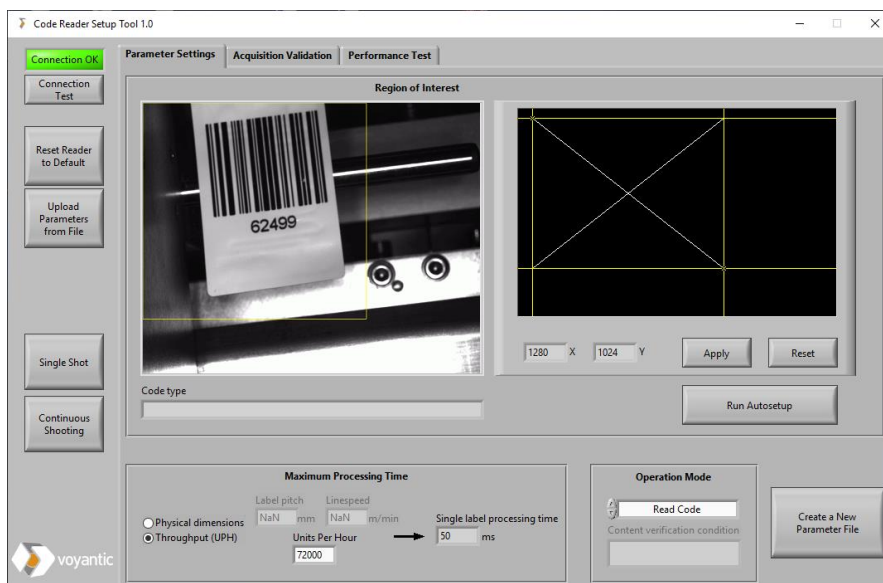 Code Reader Setup Tool 1.0
Connection OK
Connection
Test
Reset Reader
to Default
Upload
Parameters
from File
Single Shot
Continuous
Shooting
voyantic
Parameter Settings
Acquisition Validation
Performance Test
Region of Interest
62499
Code type
1280 X 1024 Y
Apply
Reset
Run Autosetup
Maximum Processing Time
Physical dimensions
Throughput (UPH)
Label pitch
NaN mm
Linespeed
NaN m/min
Units Per Hour
72000
Single label processing time
50 ms
Operation Mode
Read Code
Content verification condition
Create a New
Parameter File